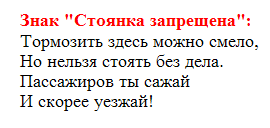 Знак "Стоянка запрещена":
Тормозить здесь можно смело,
Но нельзя стоять без дела.
Пассажиров ты сажай
И скорее уезжай!